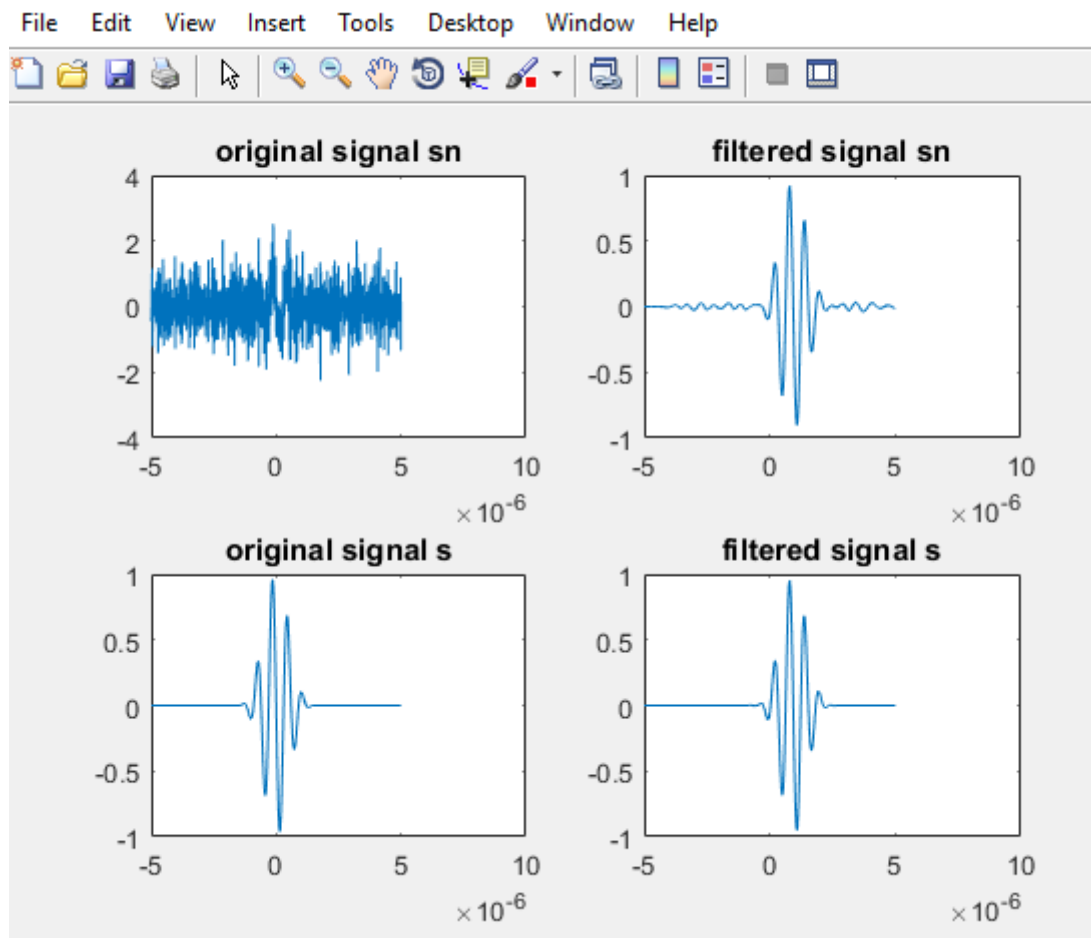 File Edit View Insert Tools Desktop Window Help
original signal sn
4
2
0
-2
-4
-5 0 5 10
×10-6
filtered signal sn
1
0.5
0
-0.5
-1
-5 0 5 10
×10-6
original signal s
1
0.5
0
-0.5
-1
-5 0 5 10
×10-6
filtered signal s
1
0.5
0
-0.5
-1
-5 0 5 10
×10-6